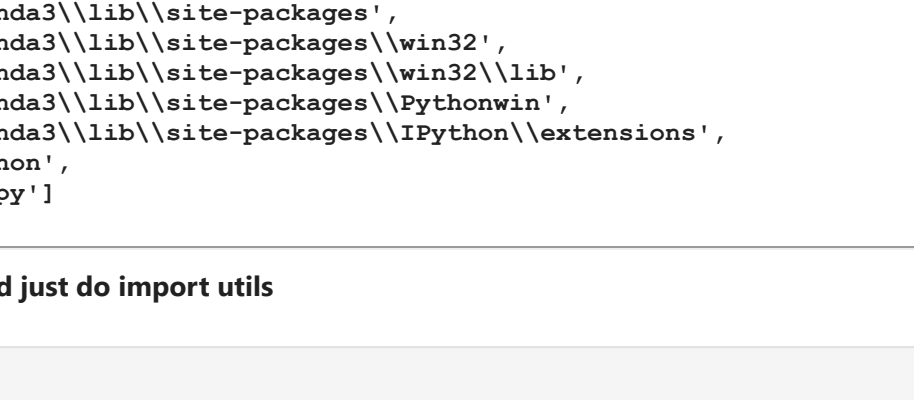 nda3\\lib\\site-packages',
nda3\\lib\\site-packages\\win32',
nda3\\lib\\site-packages\\win32\\lib',
nda3\\lib\\site-packages\\Pythonwin',
nda3\\lib\\site-packages\\IPython\\extensions',
hon',
py']
d just do import utils